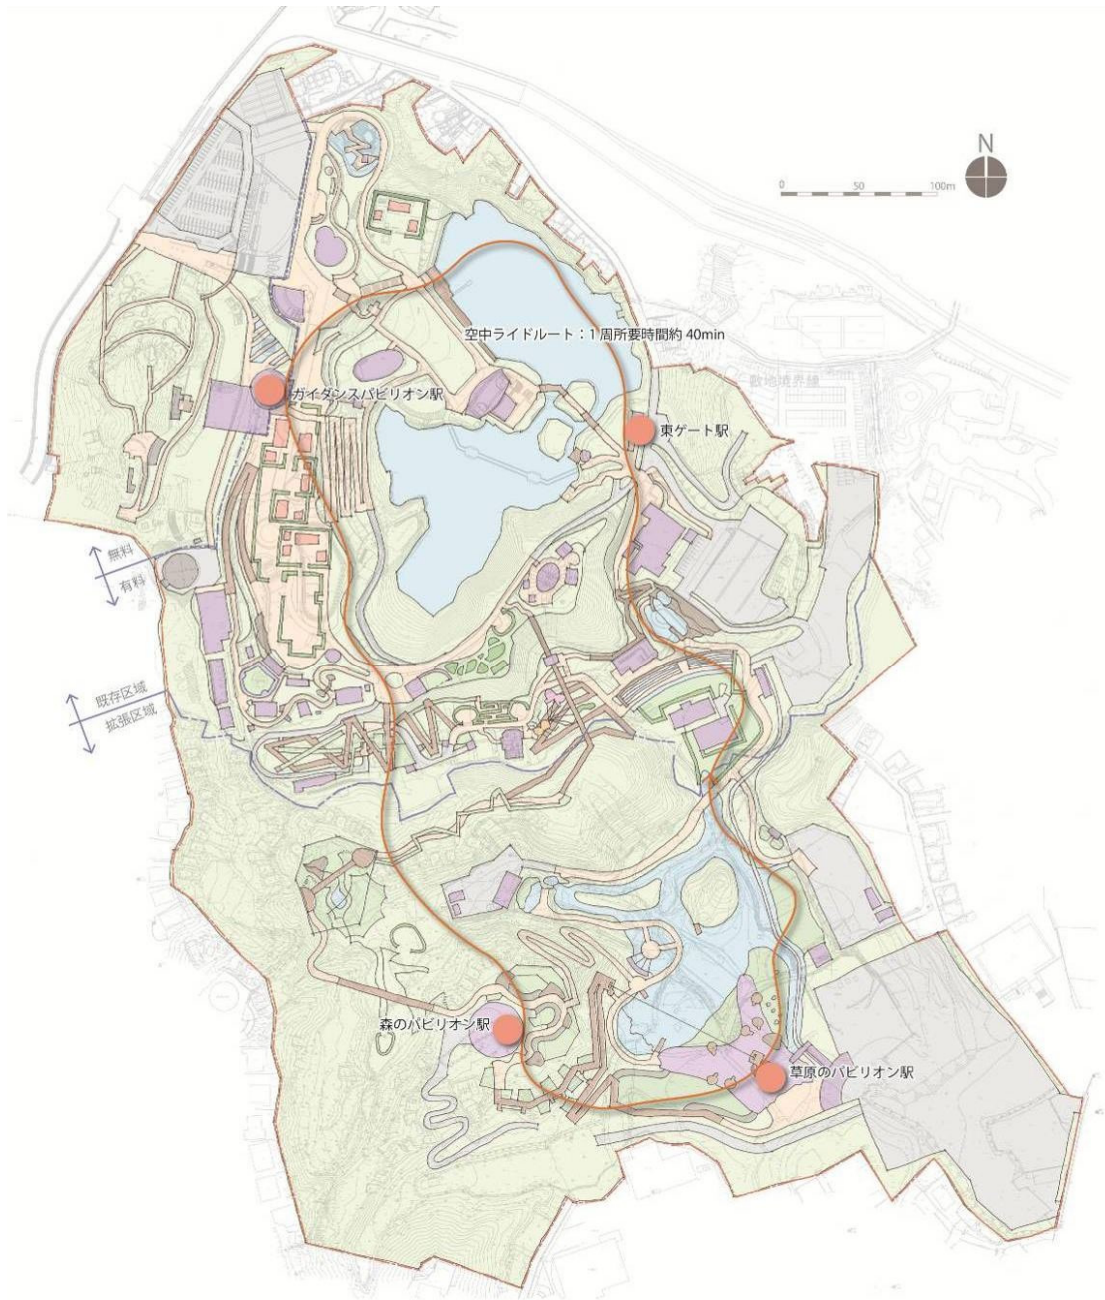 N
0 50 100m
空中ライドルート：1 周所要時間約 40min
敷地境界線
ガイダンスパビリオン駅
東ゲート駅
無料
有料
既存区域
拡張区域
森のパビリオン駅
草原のパビリオン駅